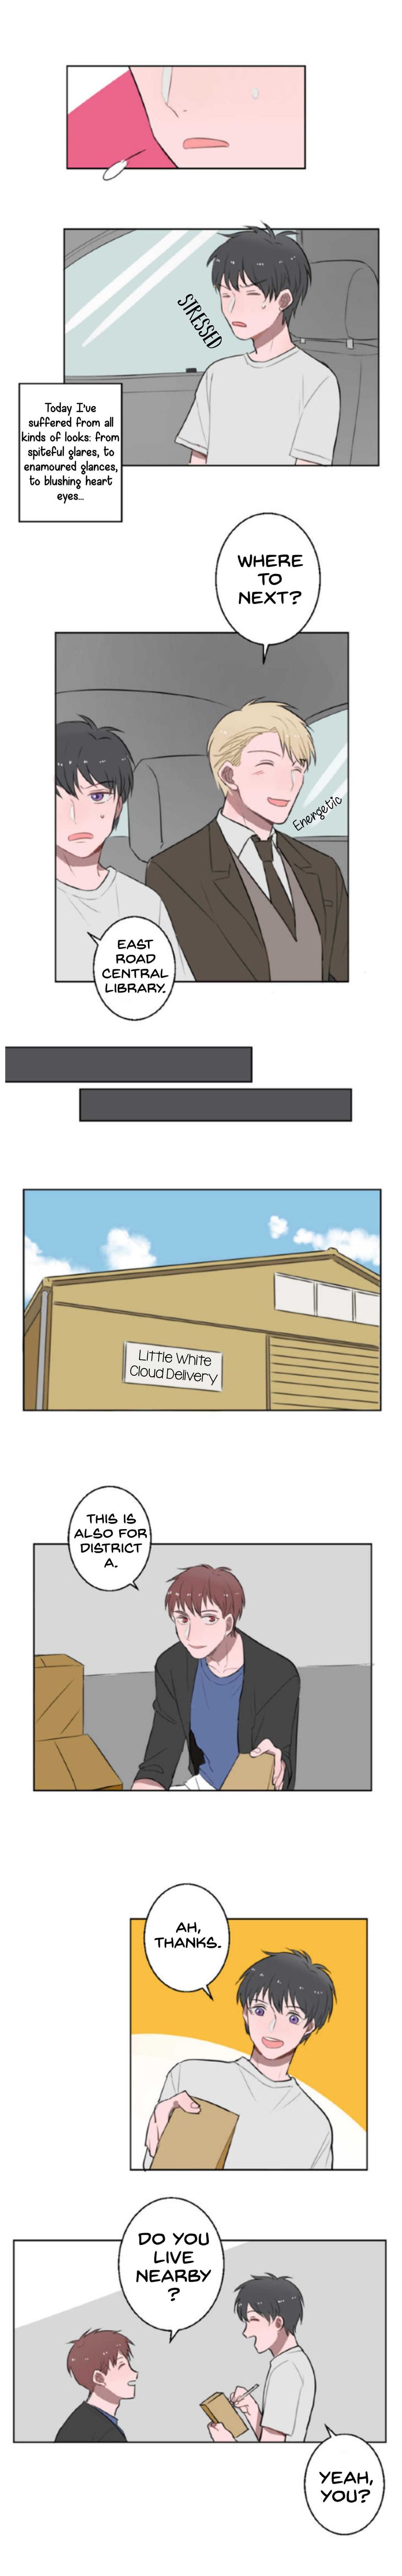 STRESSED
Today I've
suffered from all
kinds of looks: from
spiteful glares, to
enamoured glances,
to blushing heart
eyes...
WHERE
TO
NEXT?
Energetic
EAST
ROAD
CENTRAL
LIBRARY.
Little White
Cloud Delivery
THIS IS
ALSO FOR
DISTRICT
A.
AH,
THANKS.
DO YOU
LIVE
NEARBY
?
YEAH,
YOU?